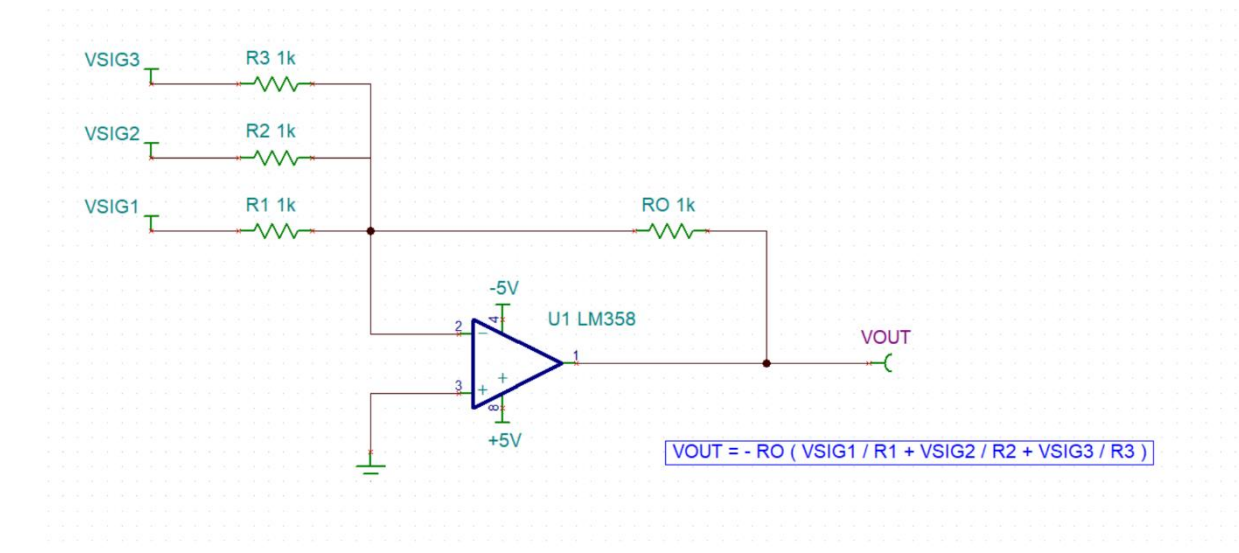 VSIG3
R3 1k
VSIG2
R2 1k
VSIG1
R1 1k
RO 1k
-5V
4
U1 LM358
2
−
1
VOUT
3
+
+
8
+5V
VOUT = - RO ( VSIG1 / R1 + VSIG2 / R2 + VSIG3 / R3 )